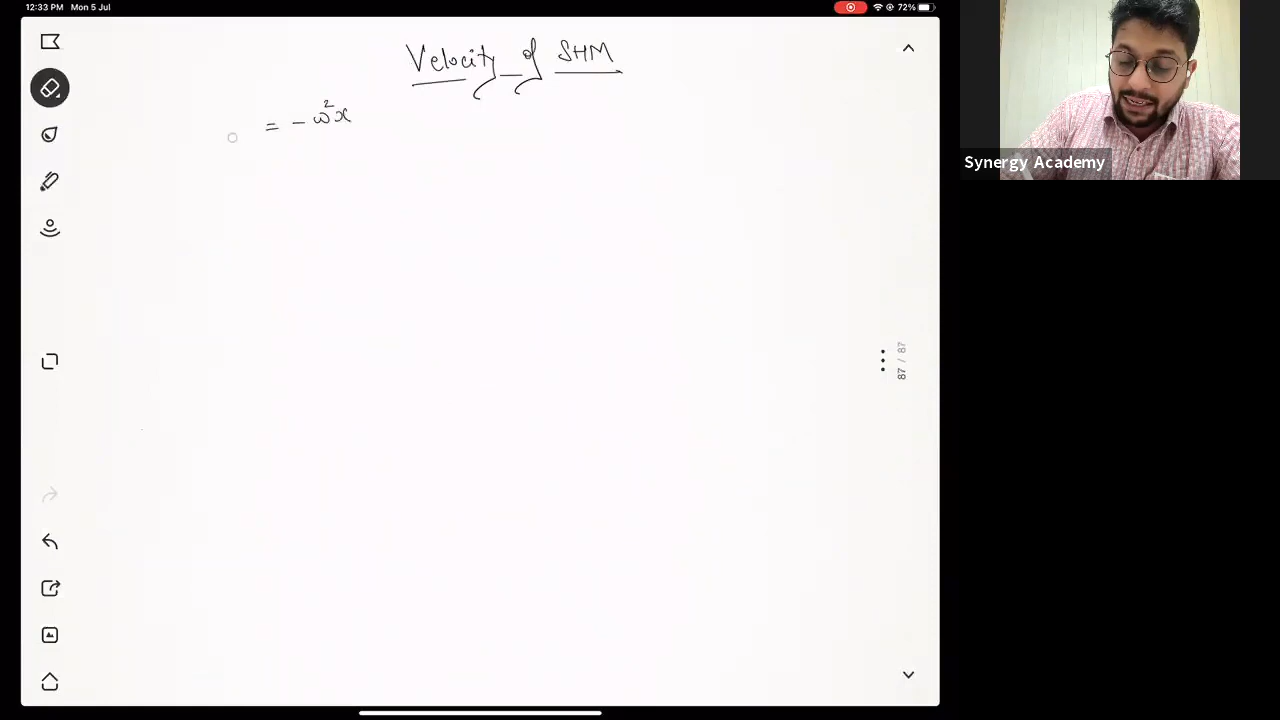 12:33 PM Mon 5 Jul 72%
Velocity of SHM
= - ω²x
Synergy Academy
87 / 87